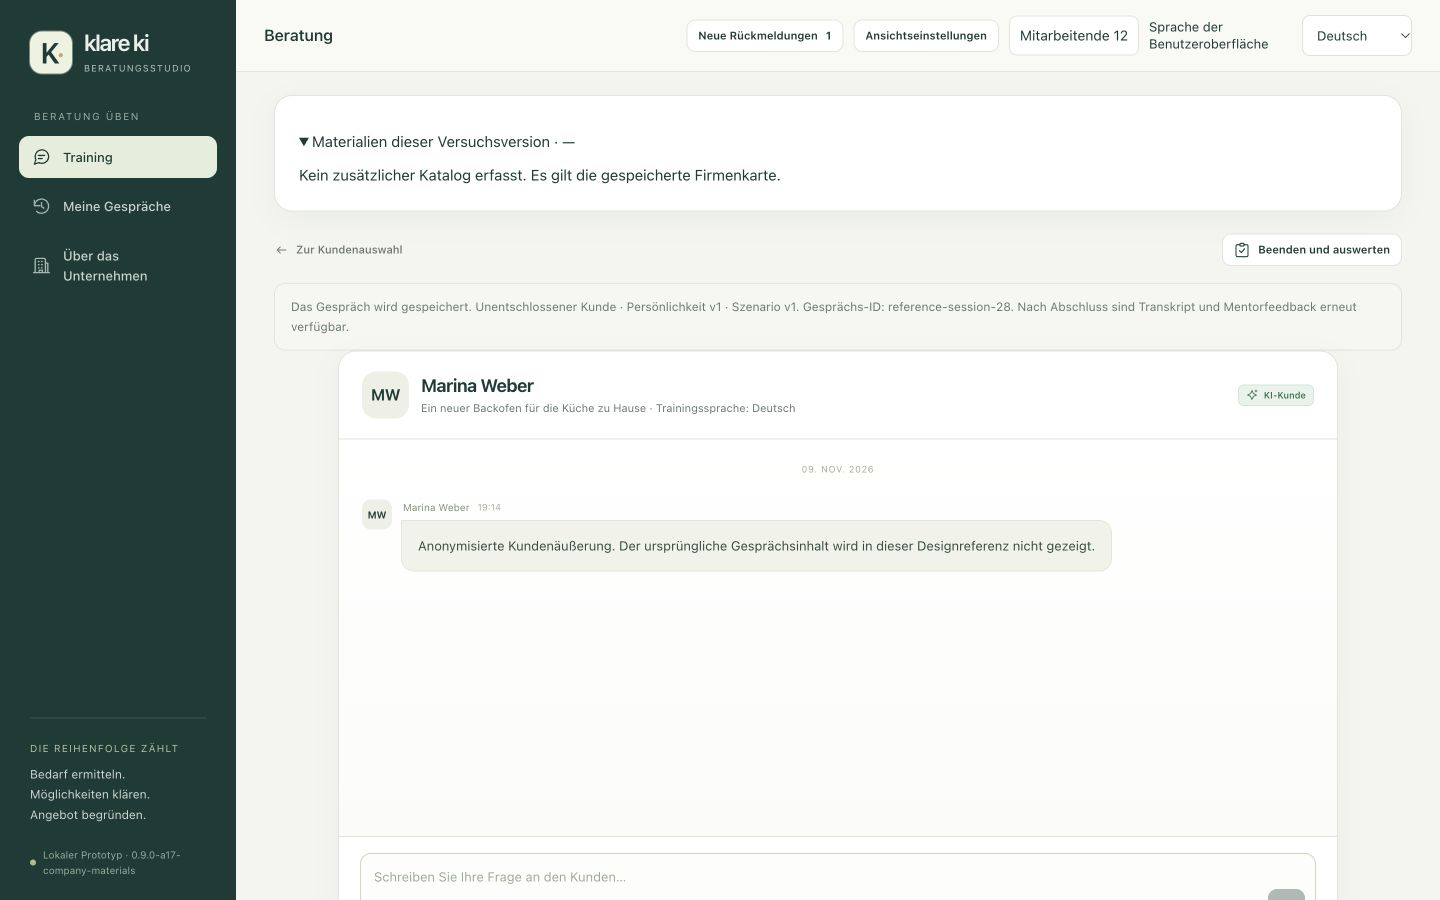 K
klare ki
BERATUNGSSTUDIO
BERATUNG ÜBEN
Training
Meine Gespräche
Über das
Unternehmen
DIE REIHENFOLGE ZÄHLT
Bedarf ermitteln.
Möglichkeiten klären.
Angebot begründen.
Lokaler Prototyp · 0.9.0-a17-
company-materials
Beratung
Neue Rückmeldungen 1
Ansichtseinstellungen
Mitarbeitende 12
Sprache der
Benutzeroberfläche
Deutsch
Materialien dieser Versuchsversion · —
Kein zusätzlicher Katalog erfasst. Es gilt die gespeicherte Firmenkarte.
← Zur Kundenauswahl
Beenden und auswerten
Das Gespräch wird gespeichert. Unentschlossener Kunde · Persönlichkeit v1 · Szenario v1. Gesprächs-ID: reference-session-28. Nach Abschluss sind Transkript und Mentorfeedback erneut
verfügbar.
MW
Marina Weber
Ein neuer Backofen für die Küche zu Hause · Trainingssprache: Deutsch
KI-Kunde
09. NOV. 2026
MW
Marina Weber 19:14
Anonymisierte Kundenäußerung. Der ursprüngliche Gesprächsinhalt wird in dieser Designreferenz nicht gezeigt.
Schreiben Sie Ihre Frage an den Kunden...